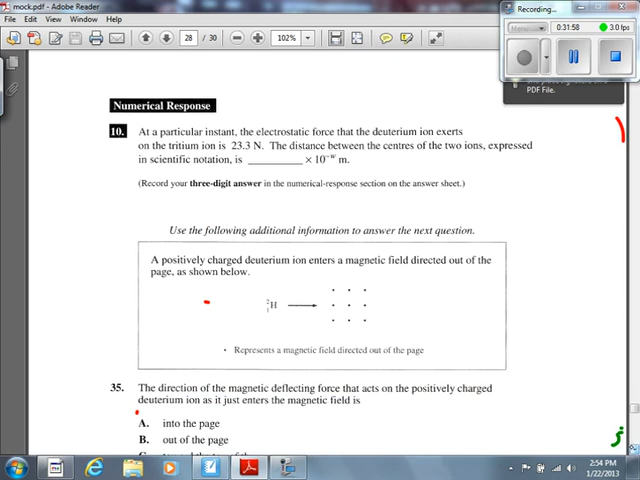 mock.pdf - Adobe Reader
Recording...
File Edit View Window Help
0:31:58
3.0 fps
28 / 30
102%
PDF File.
Numerical Response
10. At a particular instant, the electrostatic force that the deuterium ion exerts
on the tritium ion is 23.3 N. The distance between the centres of the two ions, expressed
in scientific notation, is __________ × 10⁻ʷ m.
(Record your three-digit answer in the numerical-response section on the answer sheet.)
Use the following additional information to answer the next question.
A positively charged deuterium ion enters a magnetic field directed out of the
page, as shown below.
²₁H
• Represents a magnetic field directed out of the page
35. The direction of the magnetic deflecting force that acts on the positively charged
deuterium ion as it just enters the magnetic field is
A. into the page
B. out of the page
2:54 PM
1/22/2013